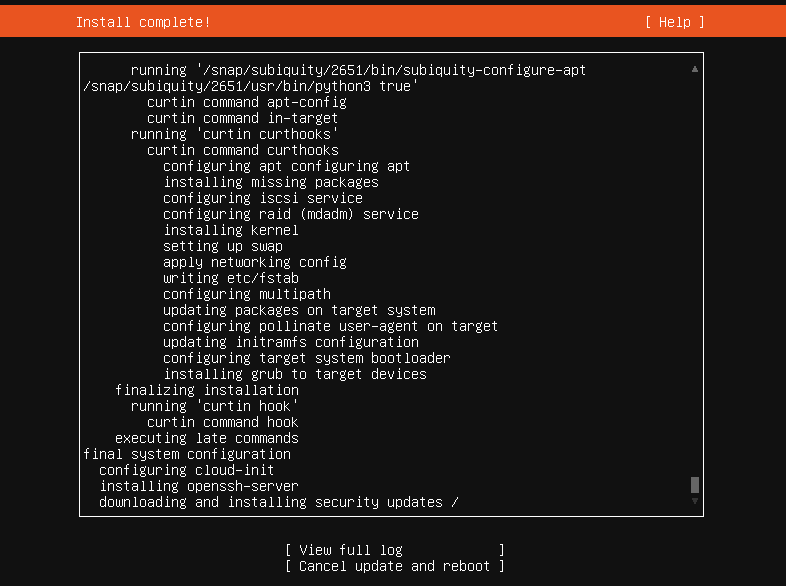 Install complete! [ Help ]
running '/snap/subiquity/2651/bin/subiquity-configure-apt
/snap/subiquity/2651/usr/bin/python3 true'
curtin command apt-config
curtin command in-target
running 'curtin curthooks'
curtin command curthooks
configuring apt configuring apt
installing missing packages
configuring iscsi service
configuring raid (mdadm) service
installing kernel
setting up swap
apply networking config
writing etc/fstab
configuring multipath
updating packages on target system
configuring pollinate user-agent on target
updating initramfs configuration
configuring target system bootloader
installing grub to target devices
finalizing installation
running 'curtin hook'
curtin command hook
executing late commands
final system configuration
configuring cloud-init
installing openssh-server
downloading and installing security updates /
[ View full log ]
[ Cancel update and reboot ]